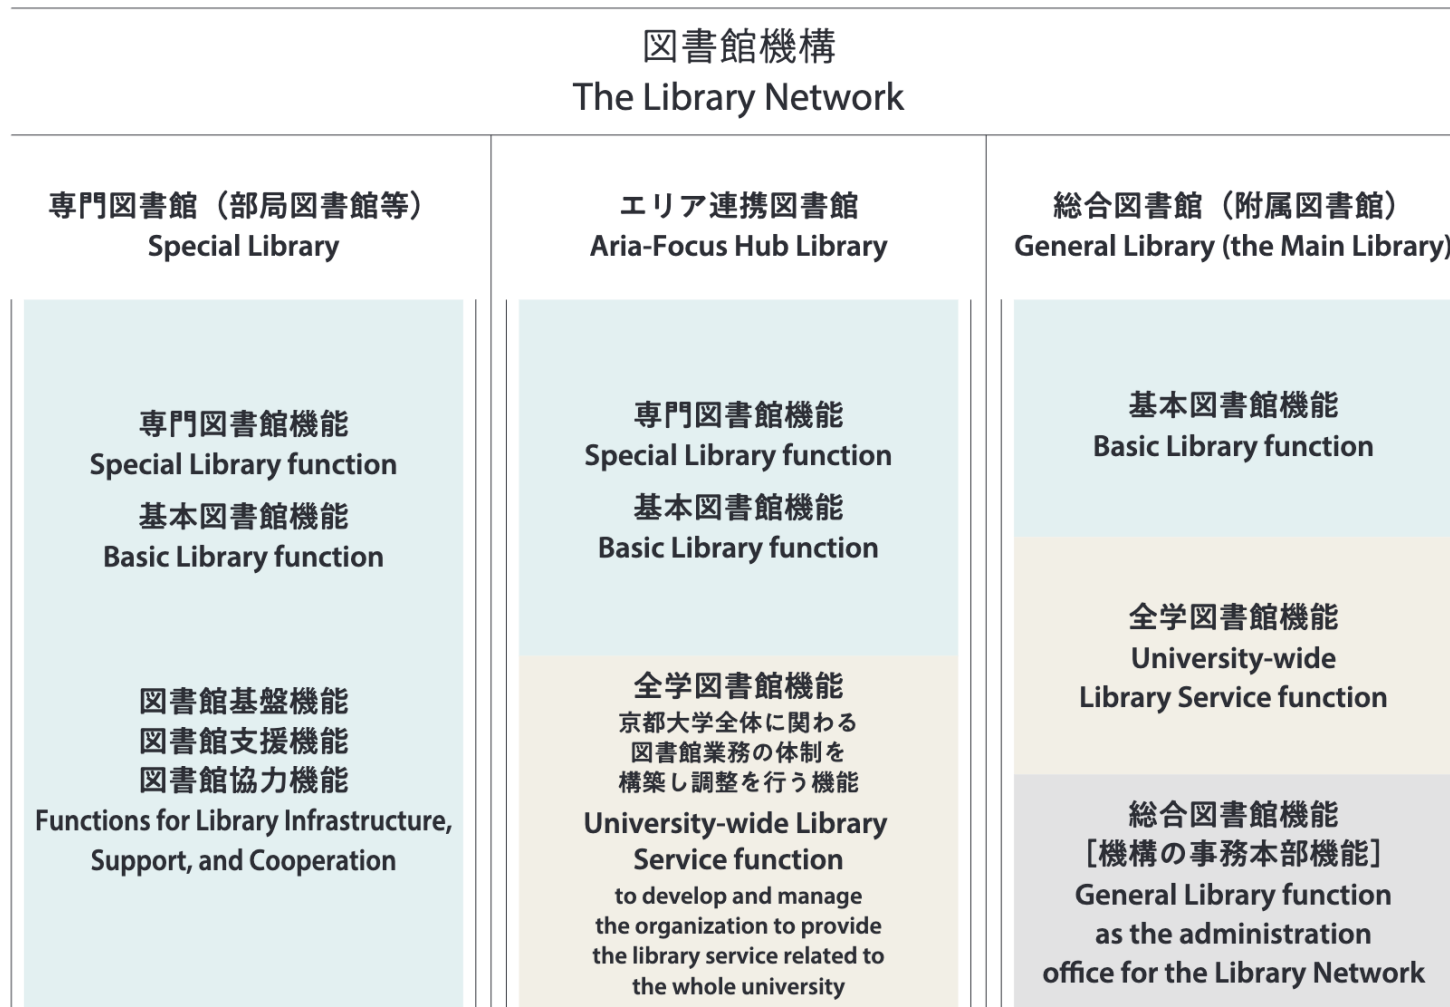 図書館機構
The Library Network
専門図書館（部局図書館等）
Special Library
専門図書館機能
Special Library function
基本図書館機能
Basic Library function
図書館基盤機能
図書館支援機能
図書館協力機能
Functions for Library Infrastructure,
Support, and Cooperation
エリア連携図書館
Aria-Focus Hub Library
専門図書館機能
Special Library function
基本図書館機能
Basic Library function
全学図書館機能
京都大学全体に関わる
図書館業務の体制を
構築し調整を行う機能
University-wide Library
Service function
to develop and manage
the organization to provide
the library service related to
the whole university
総合図書館（附属図書館）
General Library (the Main Library)
基本図書館機能
Basic Library function
全学図書館機能
University-wide
Library Service function
総合図書館機能
［機構の事務本部機能］
General Library function
as the administration
office for the Library Network